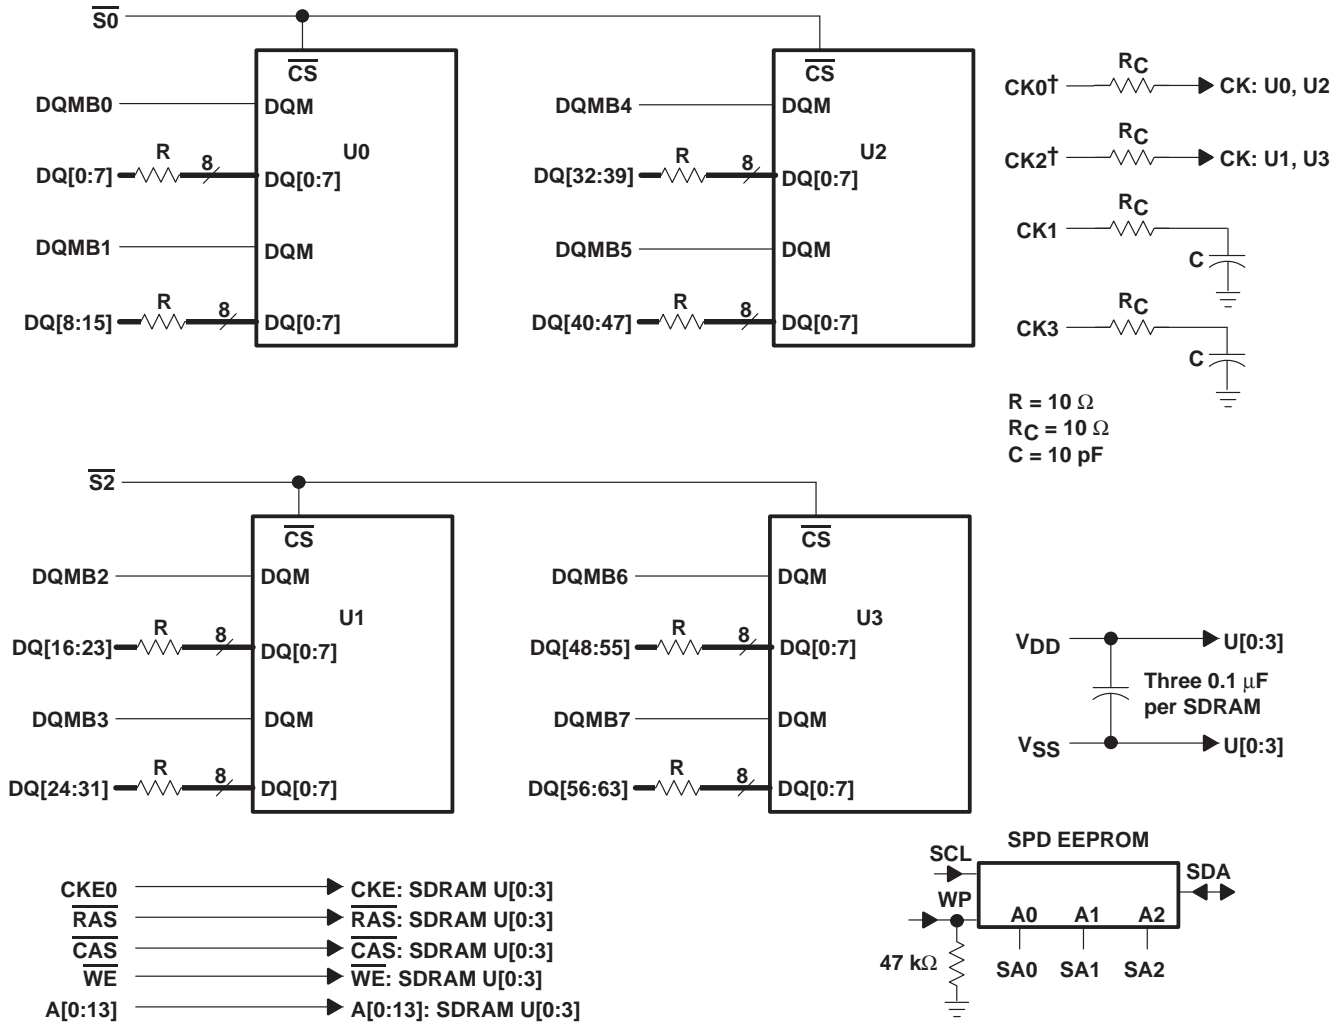 S0
CS
DQMB0 DQM
U0
R 8
DQ[0:7] DQ[0:7]
DQMB1 DQM
R 8
DQ[8:15] DQ[0:7]
CS
DQMB4 DQM
U2
R 8
DQ[32:39] DQ[0:7]
DQMB5 DQM
R 8
DQ[40:47] DQ[0:7]
RC
CK0† CK: U0, U2
RC
CK2† CK: U1, U3
RC
CK1
C
RC
CK3
C
R = 10 Ω
RC = 10 Ω
C = 10 pF
S2
CS
DQMB2 DQM
U1
R 8
DQ[16:23] DQ[0:7]
DQMB3 DQM
R 8
DQ[24:31] DQ[0:7]
CS
DQMB6 DQM
U3
R 8
DQ[48:55] DQ[0:7]
DQMB7 DQM
R 8
DQ[56:63] DQ[0:7]
VDD U[0:3]
Three 0.1 μF
per SDRAM
VSS U[0:3]
CKE0 CKE: SDRAM U[0:3]
RAS RAS: SDRAM U[0:3]
CAS CAS: SDRAM U[0:3]
WE WE: SDRAM U[0:3]
A[0:13] A[0:13]: SDRAM U[0:3]
SPD EEPROM
SCL
SDA
WP
A0 A1 A2
47 kΩ
SA0 SA1 SA2